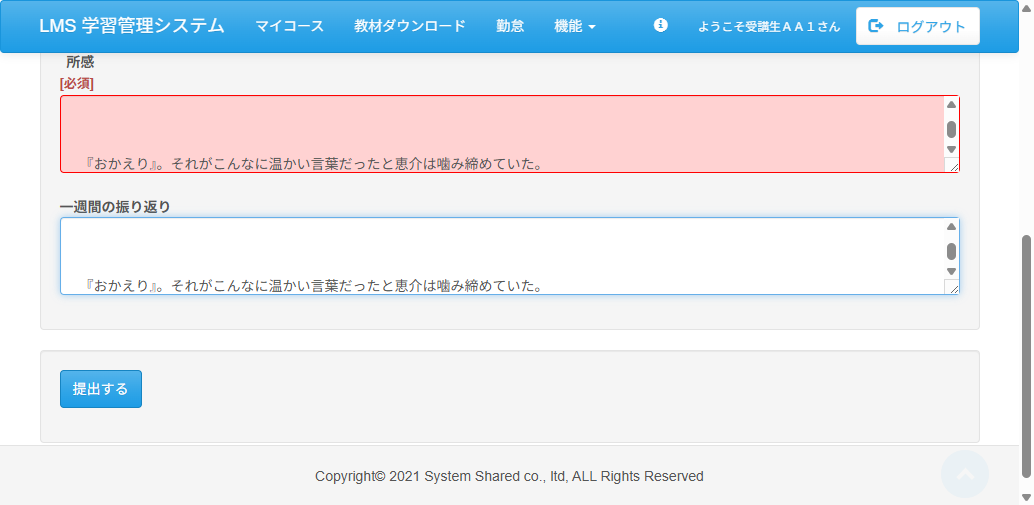 LMS 学習管理システム マイコース 教材ダウンロード 勤怠 機能 ようこそ受講生ＡＡ１さん ログアウト
所感
[必須]
『おかえり』。それがこんなに温かい言葉だったと恵介は噛み締めていた。
一週間の振り返り
『おかえり』。それがこんなに温かい言葉だったと恵介は噛み締めていた。
提出する
Copyright© 2021 System Shared co., ltd, ALL Rights Reserved